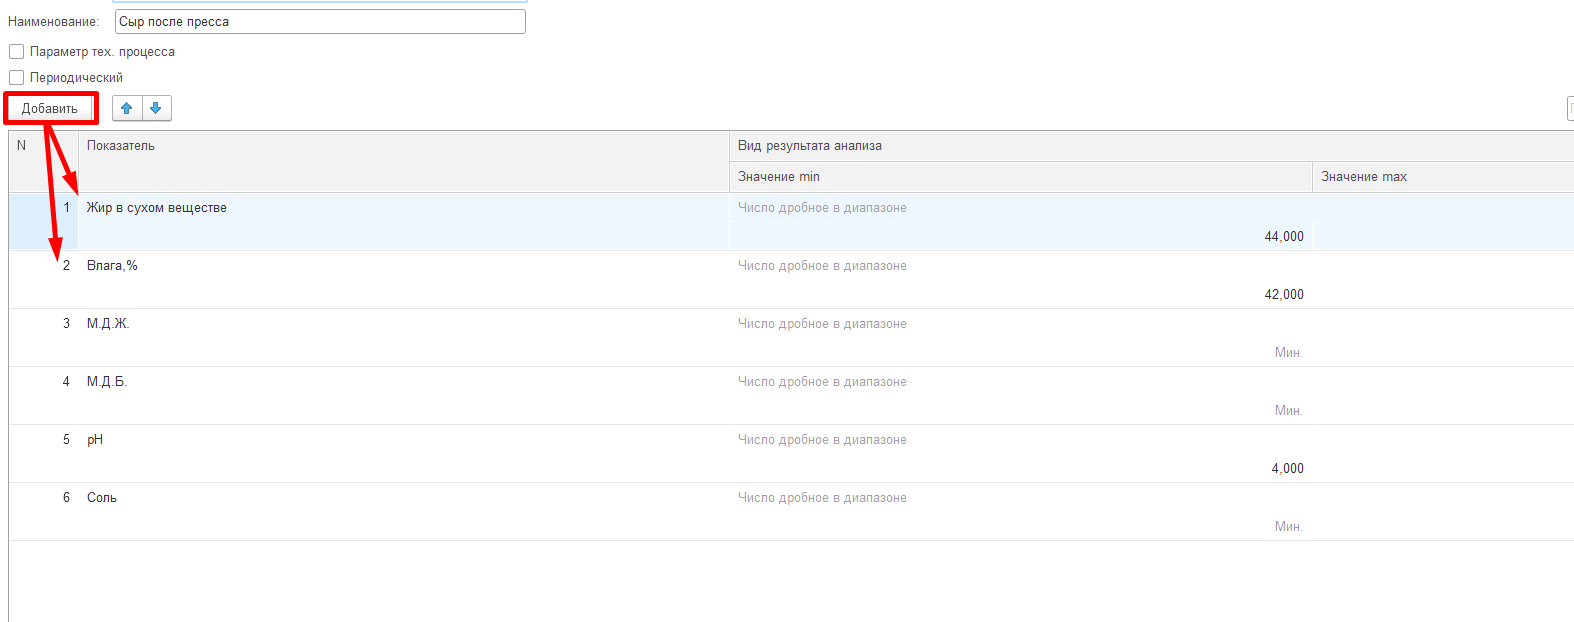 Наименование: Сыр после пресса
Параметр тех. процесса
Периодический
Добавить
N Показатель Вид результата анализа
Значение min Значение max
1 Жир в сухом веществе Число дробное в диапазоне
44,000
2 Влага,% Число дробное в диапазоне
42,000
3 М.Д.Ж. Число дробное в диапазоне
Мин.
4 М.Д.Б. Число дробное в диапазоне
Мин.
5 pH Число дробное в диапазоне
4,000
6 Соль Число дробное в диапазоне
Мин.